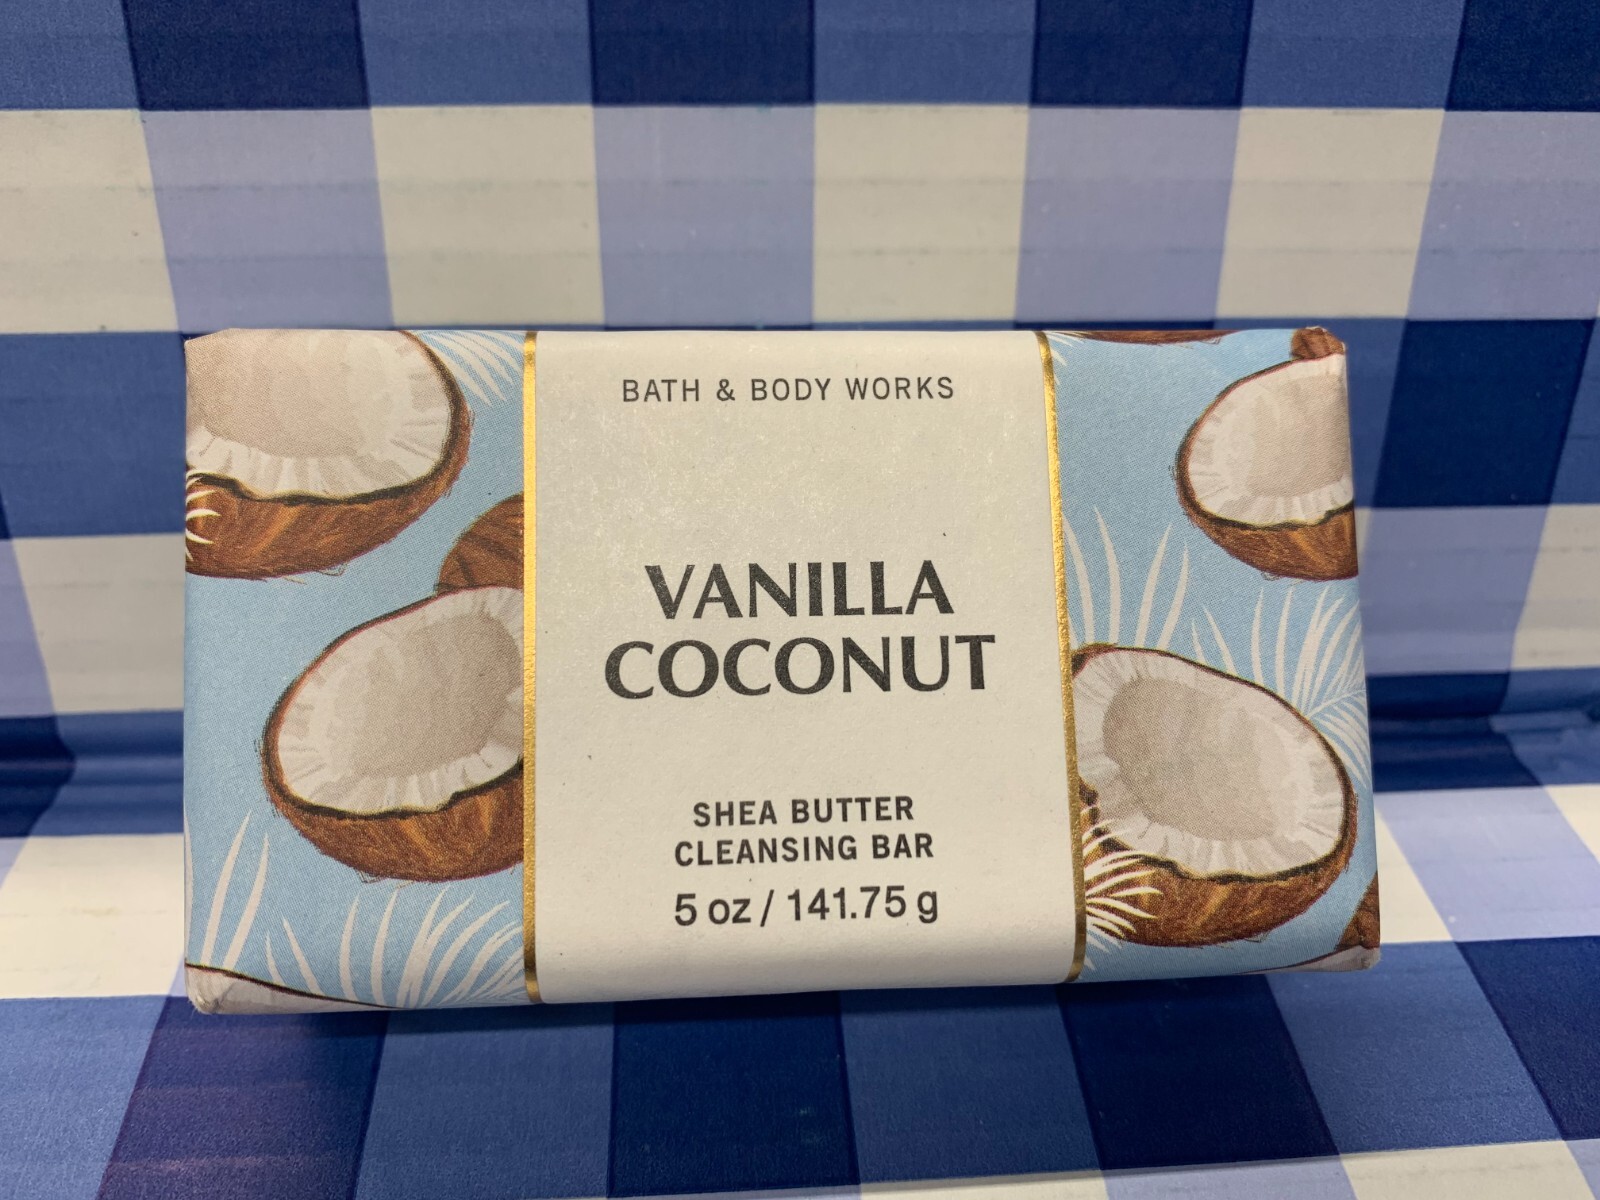 BATH & BODY WORKS
VANILLA
COCONUT
SHEA BUTTER
CLEANSING BAR
5 oz / 141.75 g